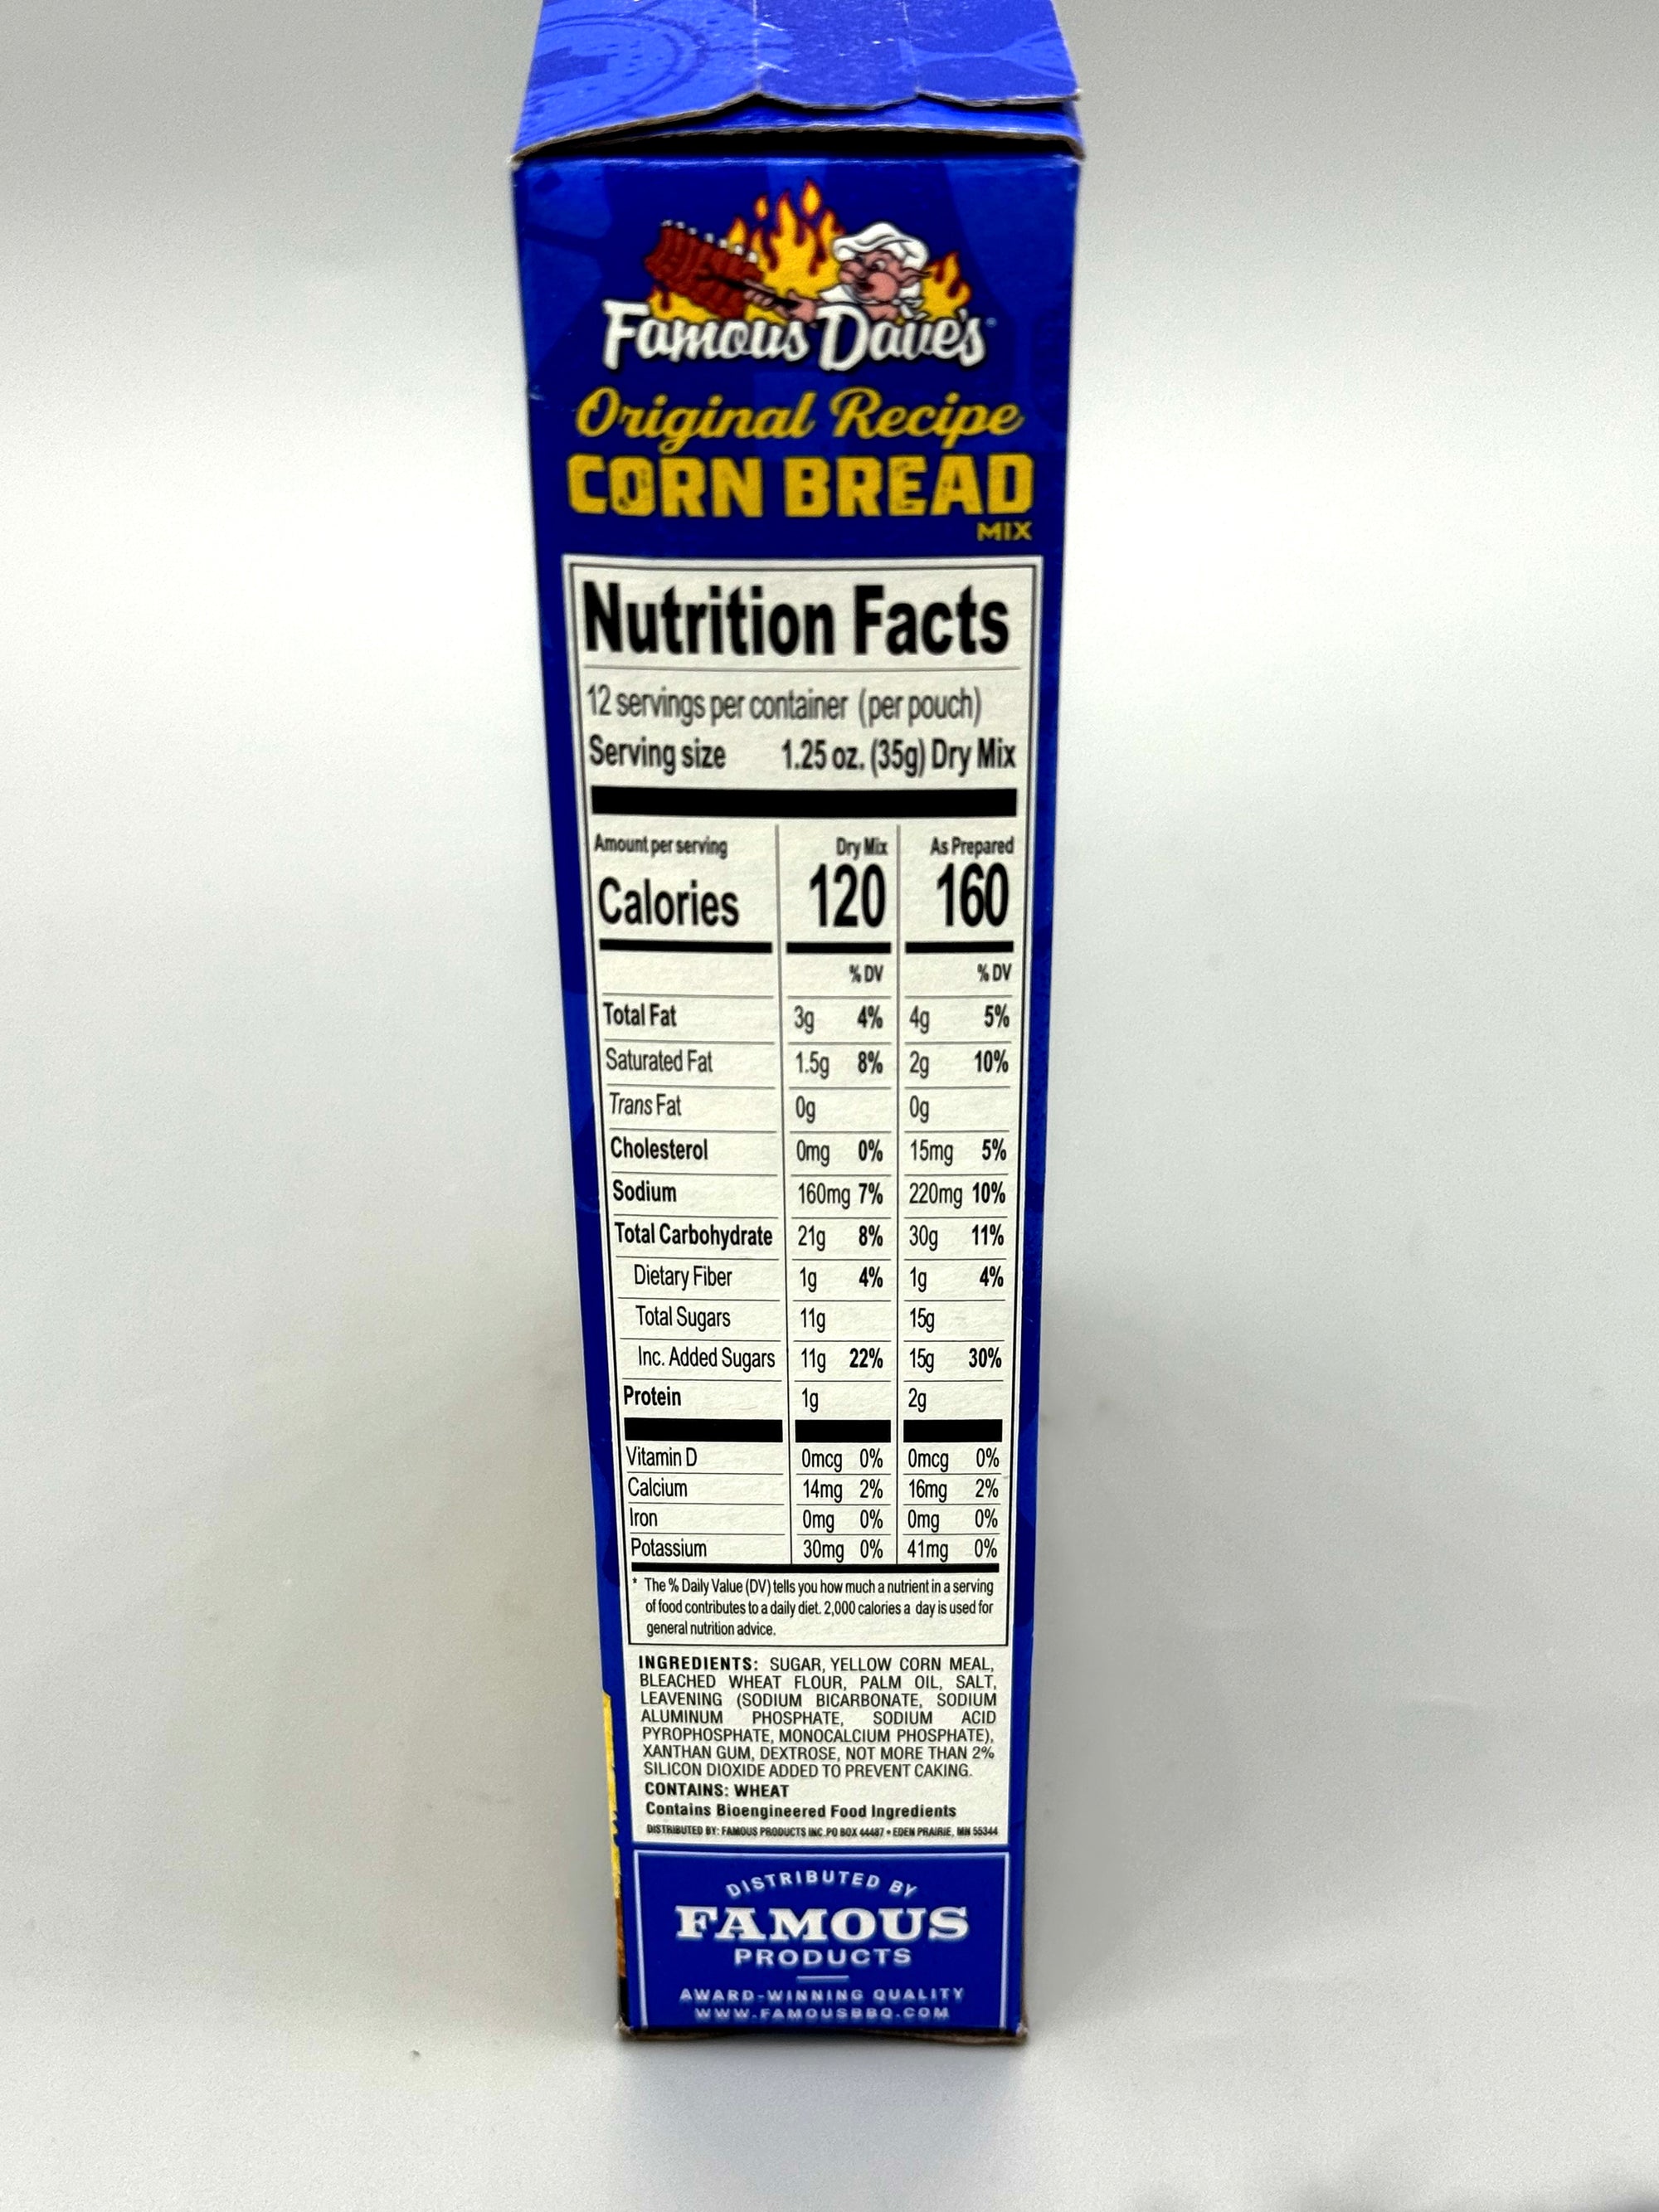 Famous Dave's
Original Recipe
CORN BREAD
MIX
Nutrition Facts
12 servings per container (per pouch)
Serving size 1.25 oz. (35g) Dry Mix
Amount per serving Dry Mix As Prepared
Calories 120 160
% DV % DV
Total Fat 3g 4% 4g 5%
Saturated Fat 1.5g 8% 2g 10%
Trans Fat 0g 0g
Cholesterol 0mg 0% 15mg 5%
Sodium 160mg 7% 220mg 10%
Total Carbohydrate 21g 8% 30g 11%
Dietary Fiber 1g 4% 1g 4%
Total Sugars 11g 15g
Inc. Added Sugars 11g 22% 15g 30%
Protein 1g 2g
Vitamin D 0mcg 0% 0mcg 0%
Calcium 14mg 2% 16mg 2%
Iron 0mg 0% 0mg 0%
Potassium 30mg 0% 41mg 0%
* The % Daily Value (DV) tells you how much a nutrient in a serving
of food contributes to a daily diet. 2,000 calories a day is used for
general nutrition advice.
INGREDIENTS: SUGAR, YELLOW CORN MEAL,
BLEACHED WHEAT FLOUR, PALM OIL, SALT,
LEAVENING (SODIUM BICARBONATE, SODIUM
ALUMINUM PHOSPHATE, SODIUM ACID
PYROPHOSPHATE, MONOCALCIUM PHOSPHATE),
XANTHAN GUM, DEXTROSE, NOT MORE THAN 2%
SILICON DIOXIDE ADDED TO PREVENT CAKING.
CONTAINS: WHEAT
Contains Bioengineered Food Ingredients
DISTRIBUTED BY: FAMOUS PRODUCTS INC. PO BOX 44487 • EDEN PRAIRIE, MN 55344
DISTRIBUTED BY
FAMOUS
PRODUCTS
AWARD-WINNING QUALITY
WWW.FAMOUSBBQ.COM